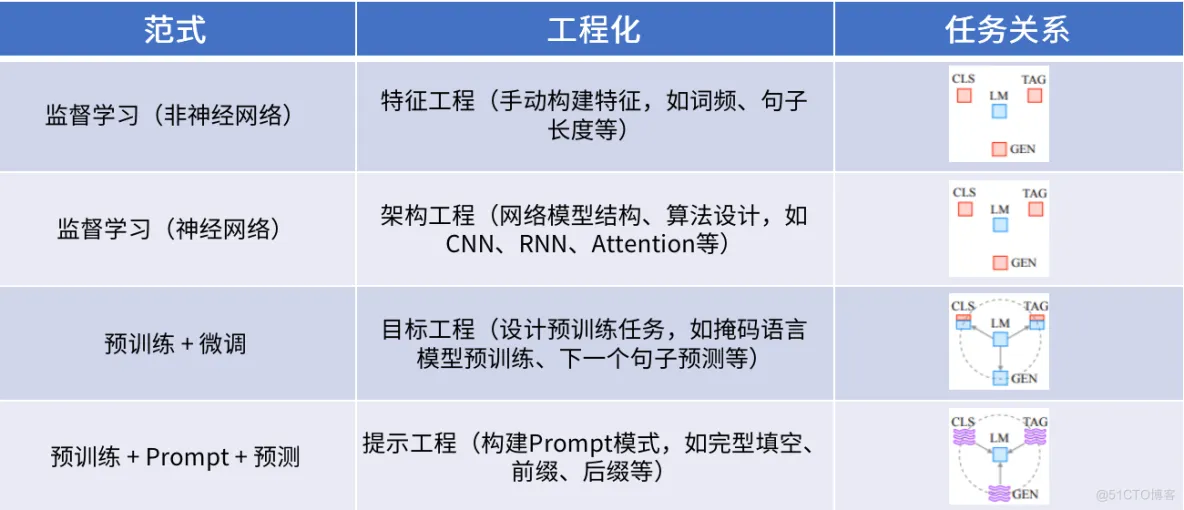 范式 工程化 任务关系
监督学习（非神经网络）
特征工程（手动构建特征，如词频、句子
长度等）
CLS TAG
LM
GEN
监督学习（神经网络）
架构工程（网络模型结构、算法设计，如
CNN、RNN、Attention等）
CLS TAG
LM
GEN
预训练 + 微调
目标工程（设计预训练任务，如掩码语言
模型预训练、下一个句子预测等）
CLS TAG
LM
GEN
预训练 + Prompt + 预测
提示工程（构建Prompt模式，如完型填空、
前缀、后缀等）
CLS TAG
LM
GEN
@51CTO博客